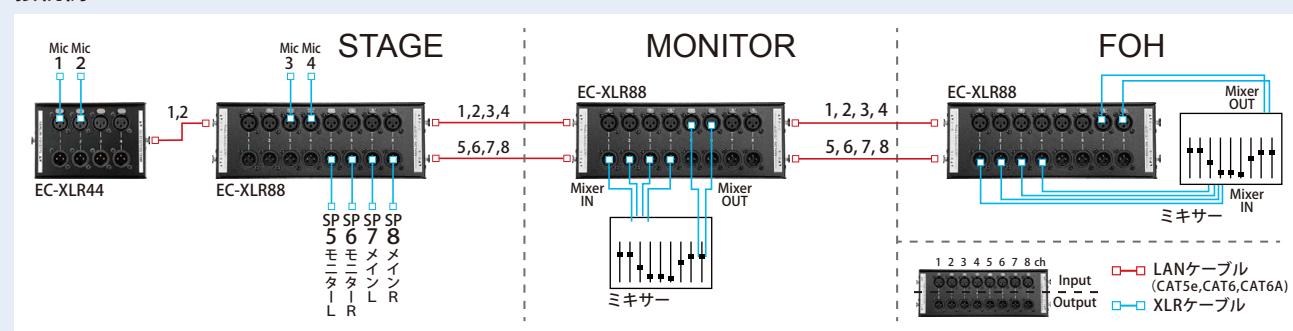 STAGE
MONITOR
FOH
Mic Mic
1 2
Mic Mic
3 4
1,2
EC-XLR44
EC-XLR88
1,2,3,4
5,6,7,8
SP 5 モニターL
SP 6 モニターR
SP 7 メインL
SP 8 メインR
EC-XLR88
Mixer
IN
Mixer
OUT
ミキサー
1, 2, 3, 4
5, 6, 7, 8
EC-XLR88
Mixer
OUT
Mixer
IN
ミキサー
1 2 3 4 5 6 7 8 ch
Input
Output
LANケーブル
(CAT5e,CAT6,CAT6A)
XLRケーブル